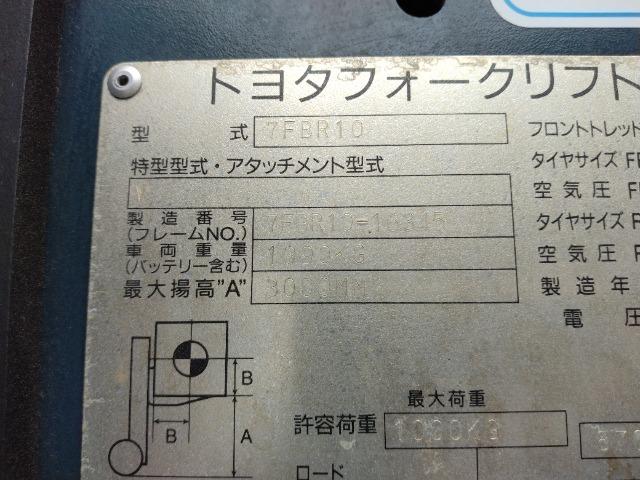 トヨタフォークリフト
型 式 7FBR10 フロントトレッド
特型型式・アタッチメント型式 タイヤサイズ F
V 空気圧 F
製造番号 (フレームNO.) タイヤサイズ
車両重量 (バッテリー含む) 空気圧
最大揚高"A" 3000MM 製造年
電圧
B
B
A
最大荷重
許容荷重 1000KG
ロード